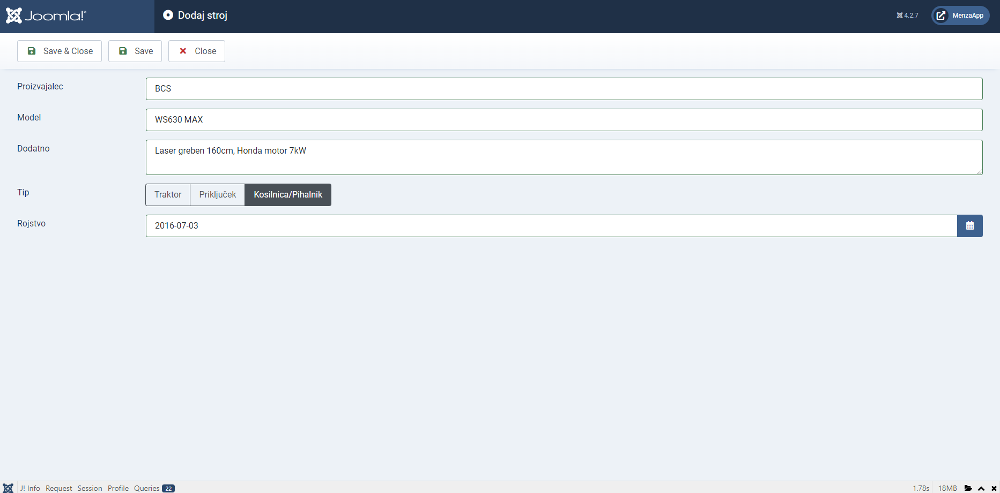 Joomla!®
Dodaj stroj
4.2.7
MenzaApp
Save & Close
Save
Close
Proizvajalec
BCS
Model
WS630 MAX
Dodatno
Laser greben 160cm, Honda motor 7kW
Tip
Traktor
Priključek
Kosilnica/Pihalnik
Rojstvo
2016-07-03
J! Info
Request
Session
Profile
Queries 22
1.78s
18MB